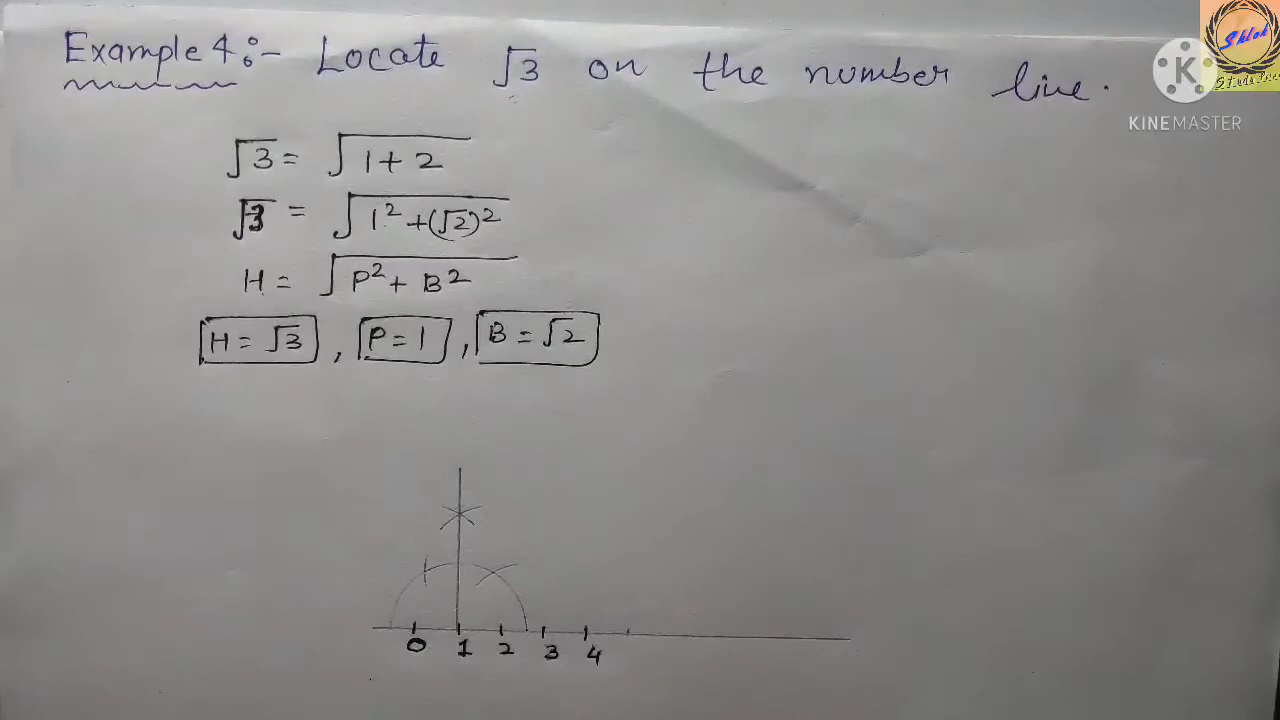 Example 4:- Locate √3 on the number line.
√3 = √1+2
√3 = √1²+(√2)²
H = √P²+B²
H = √3, P = 1, B = √2
0 1 2 3 4
Shlok
K
KINEMASTER